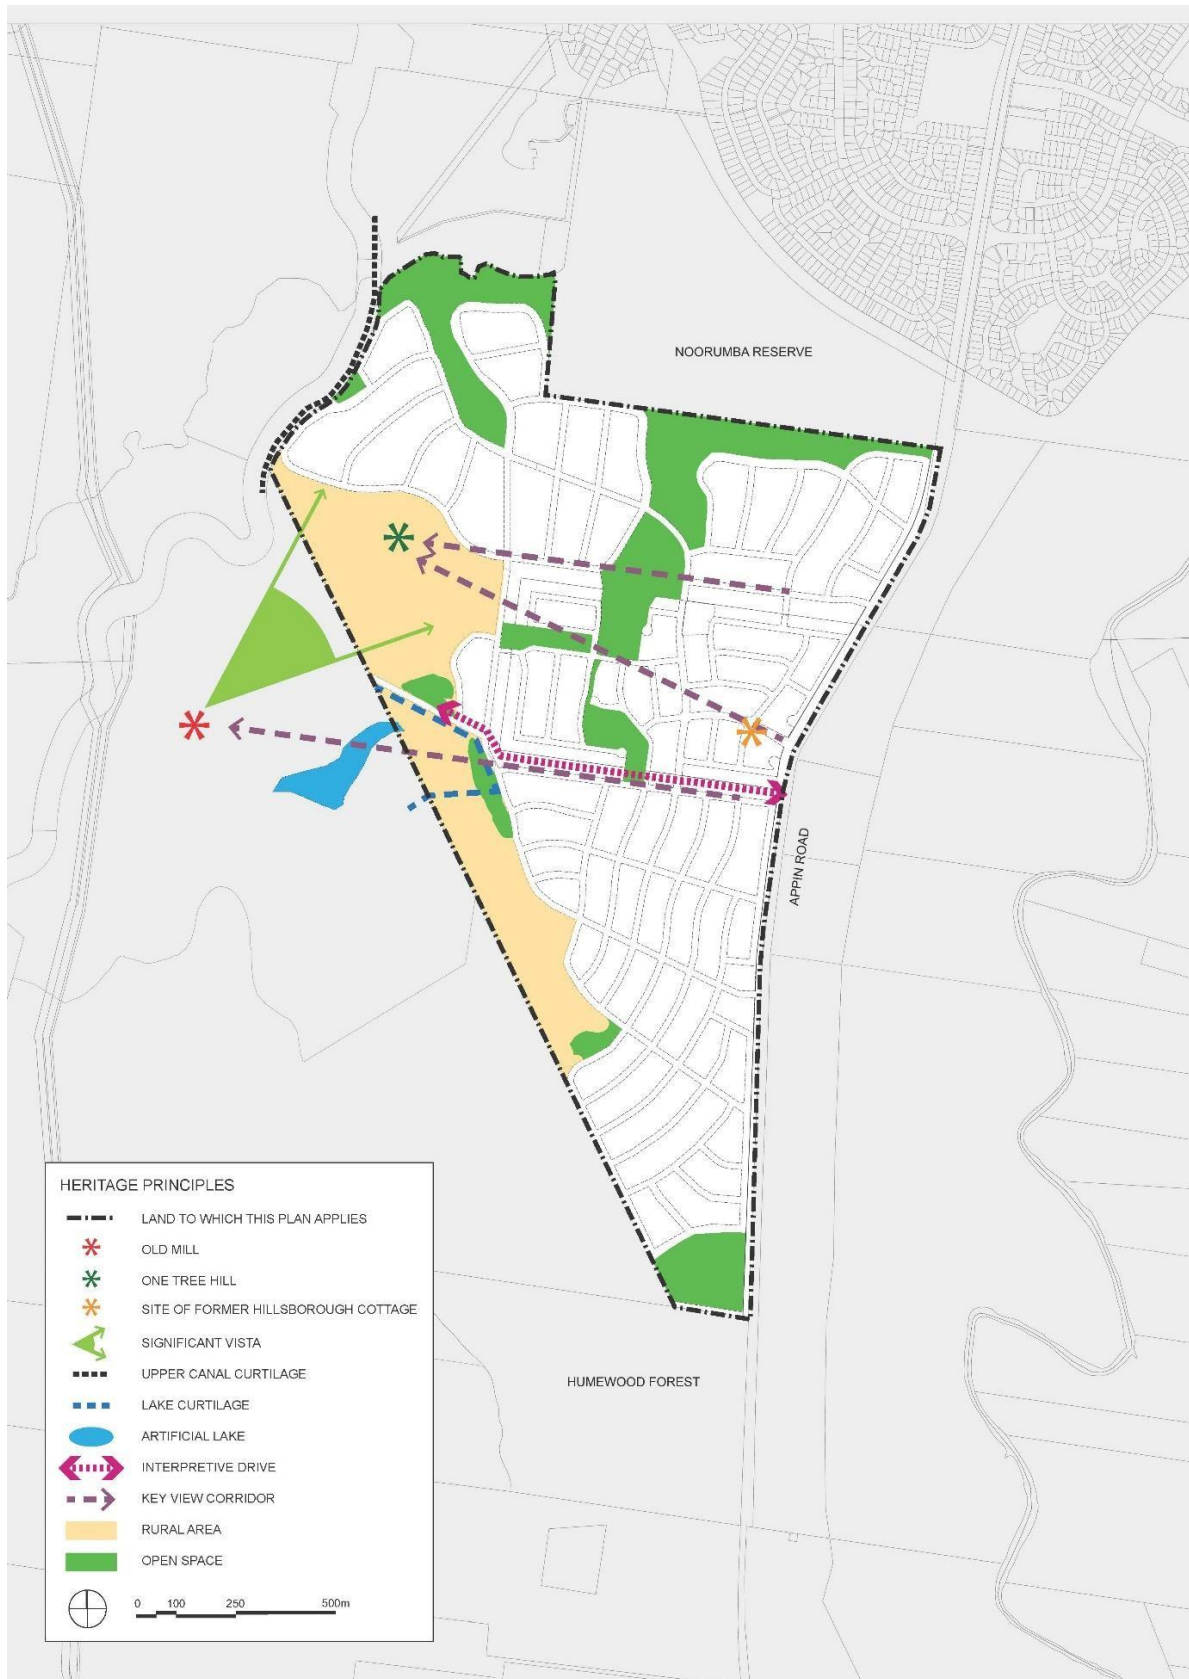 NOORUMBA RESERVE
APPIN ROAD
HUMEWOOD FOREST
HERITAGE PRINCIPLES
LAND TO WHICH THIS PLAN APPLIES
OLD MILL
ONE TREE HILL
SITE OF FORMER HILLSBOROUGH COTTAGE
SIGNIFICANT VISTA
UPPER CANAL CURTILAGE
LAKE CURTILAGE
ARTIFICIAL LAKE
INTERPRETIVE DRIVE
KEY VIEW CORRIDOR
RURAL AREA
OPEN SPACE
0 100 250 500m